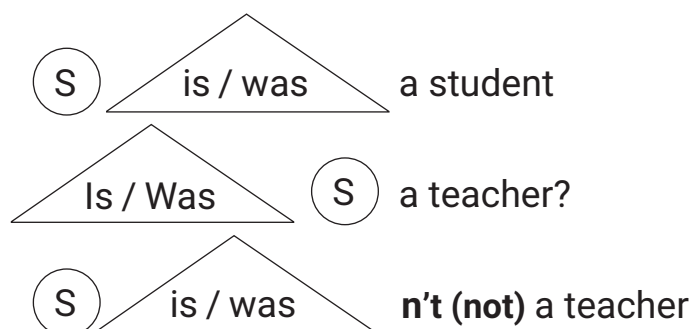 S is / was a student
Is / Was S a teacher?
S is / was n’t (not) a teacher